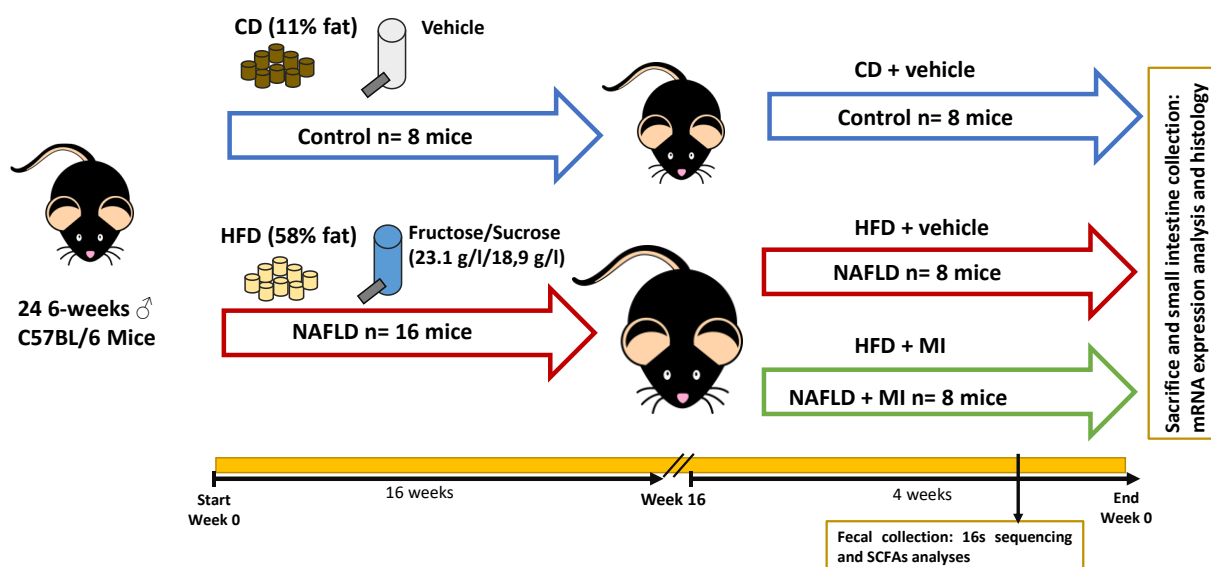 CD (11% fat)
Vehicle
Control n= 8 mice
CD + vehicle
Control n= 8 mice
24 6-weeks ♂
C57BL/6 Mice
HFD (58% fat)
Fructose/Sucrose
(23.1 g/l/18,9 g/l)
NAFLD n= 16 mice
HFD + vehicle
NAFLD n= 8 mice
HFD + MI
NAFLD + MI n= 8 mice
Sacrifice and small intestine collection:
mRNA expression analysis and histology
Start
Week 0
16 weeks
Week 16
4 weeks
End
Week 0
Fecal collection: 16s sequencing
and SCFAs analyses